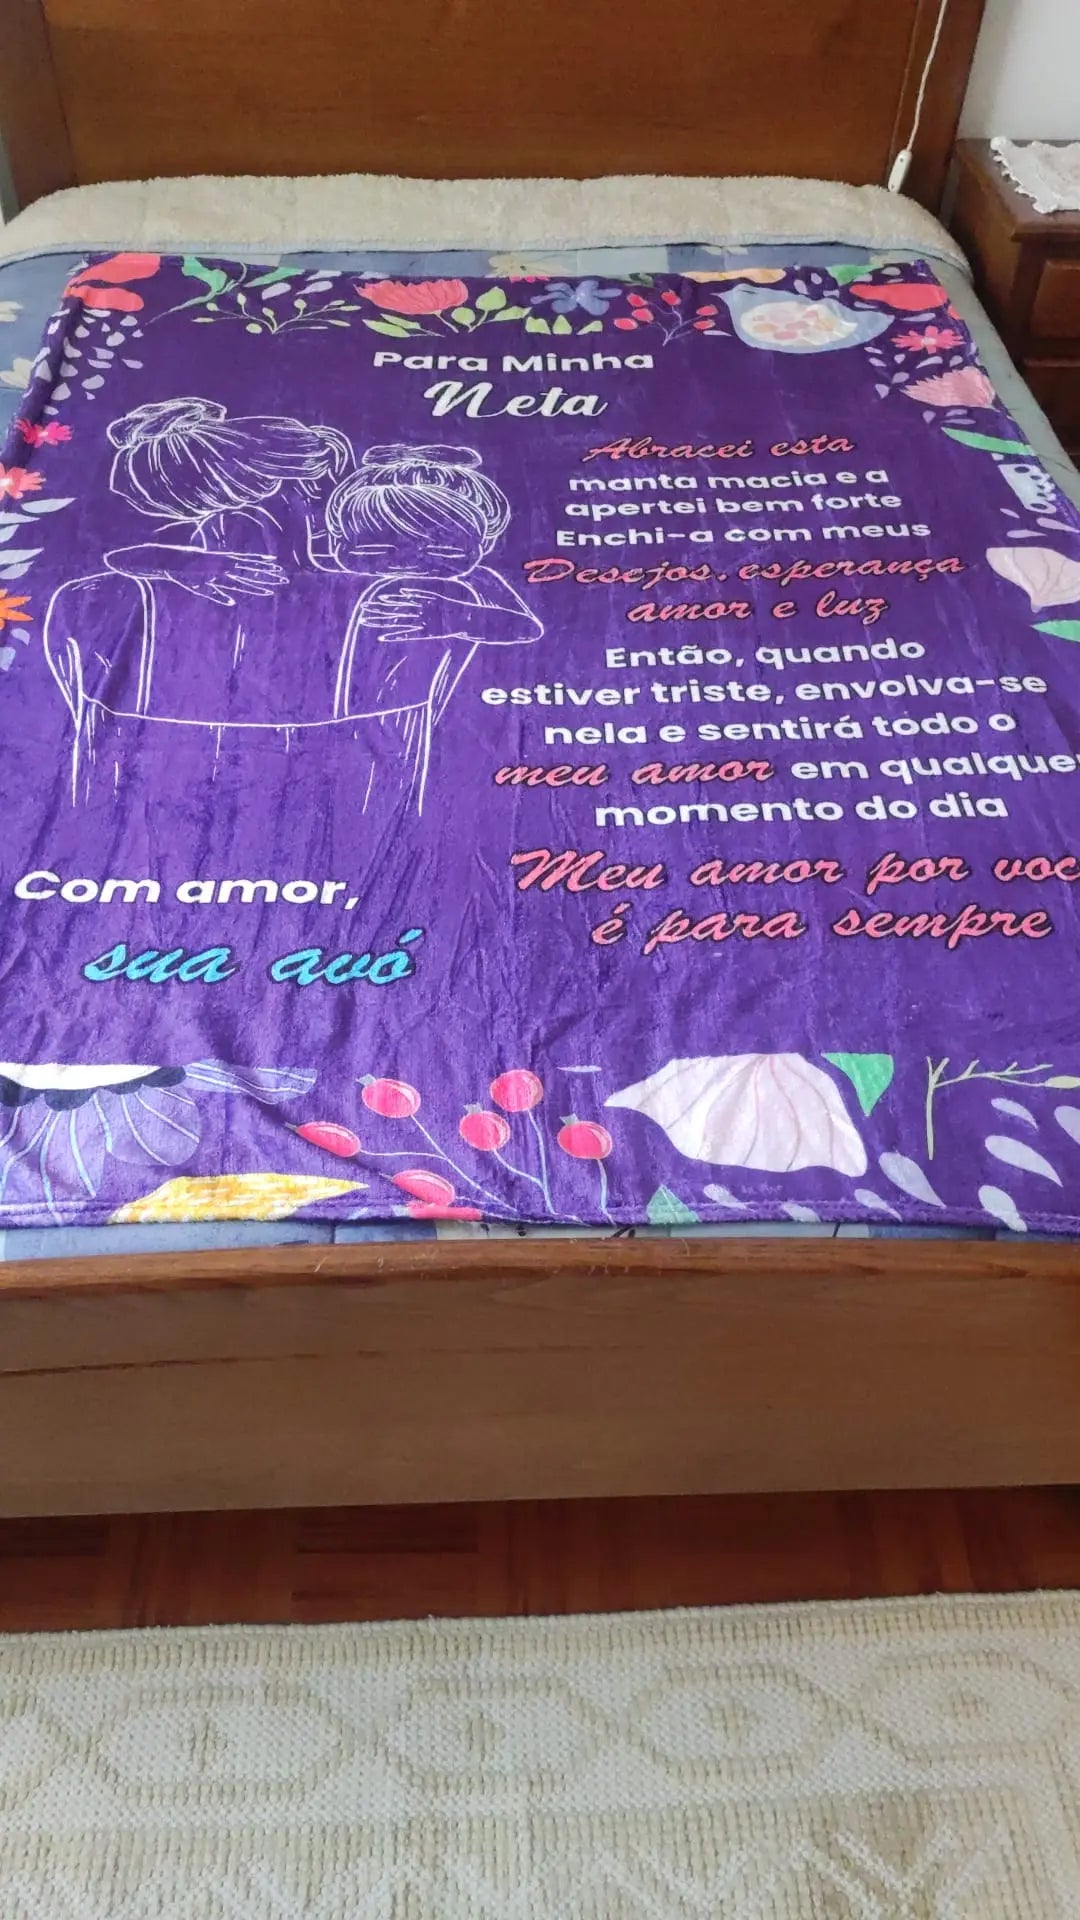 Para Minha
Neta
Abracei esta
manta macia e a
apertei bem forte
Enchi-a com meus
Desejos, esperança
amor e luz
Então, quando
estiver triste, envolva-se
nela e sentirá todo o
meu amor em qualque
momento do dia
Meu amor por voc
é para sempre
Com amor,
sua avó